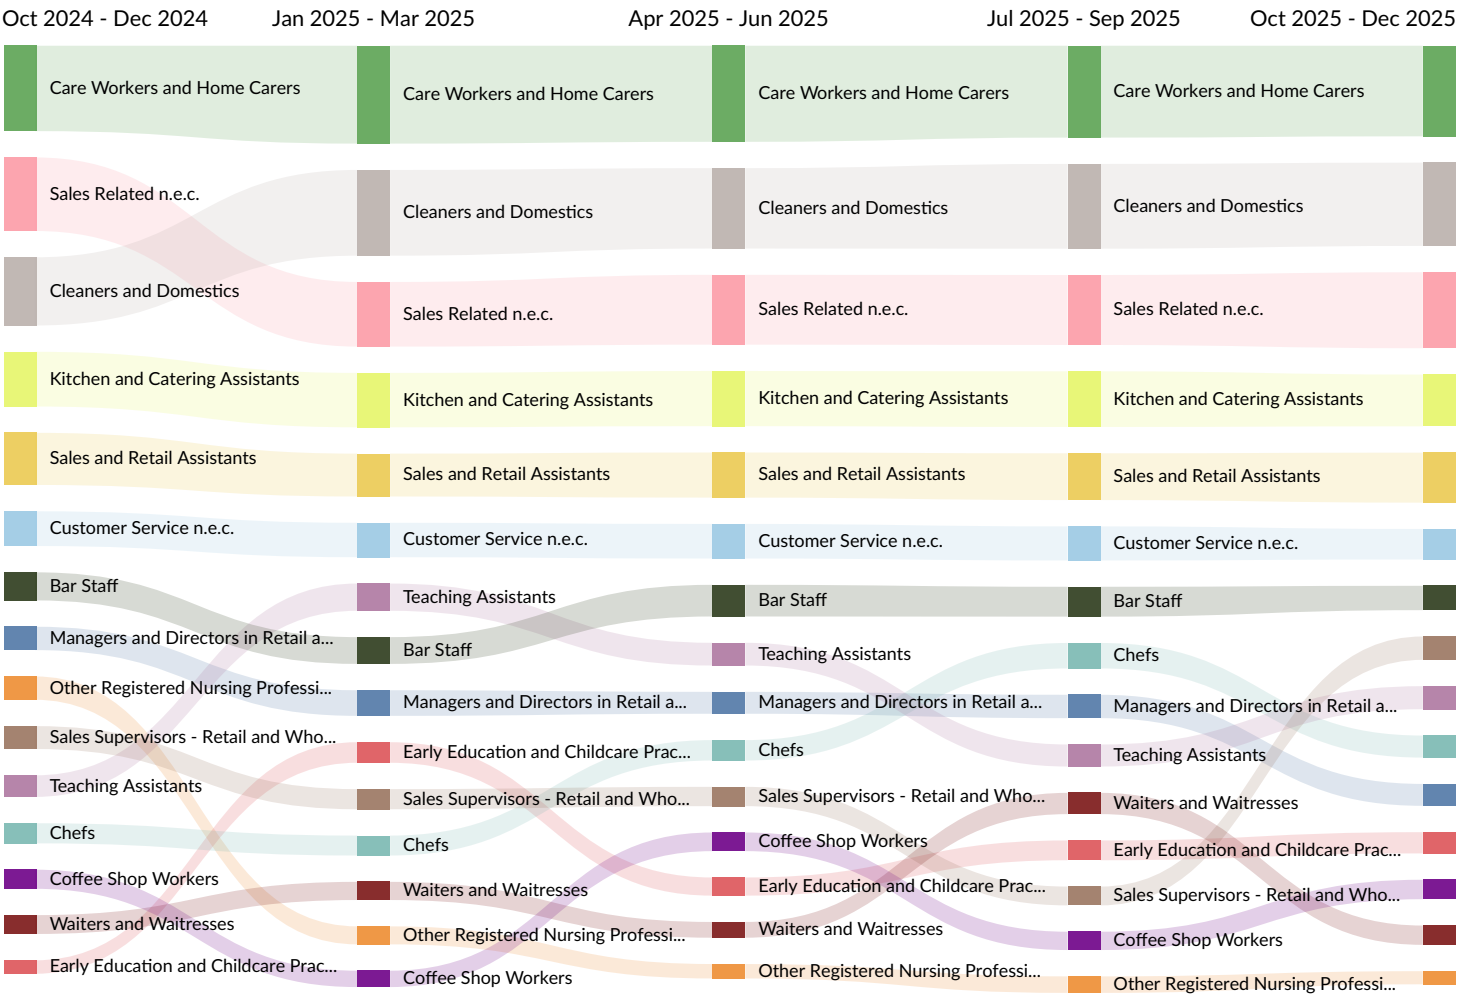 Oct 2024 - Dec 2024
Jan 2025 - Mar 2025
Apr 2025 - Jun 2025
Jul 2025 - Sep 2025
Oct 2025 - Dec 2025
Care Workers and Home Carers
Sales Related n.e.c.
Cleaners and Domestics
Kitchen and Catering Assistants
Sales and Retail Assistants
Customer Service n.e.c.
Bar Staff
Managers and Directors in Retail a...
Other Registered Nursing Professi...
Sales Supervisors - Retail and Who...
Teaching Assistants
Chefs
Coffee Shop Workers
Waiters and Waitresses
Early Education and Childcare Prac...
Care Workers and Home Carers
Cleaners and Domestics
Sales Related n.e.c.
Kitchen and Catering Assistants
Sales and Retail Assistants
Customer Service n.e.c.
Teaching Assistants
Bar Staff
Managers and Directors in Retail a...
Early Education and Childcare Prac...
Sales Supervisors - Retail and Who...
Chefs
Waiters and Waitresses
Other Registered Nursing Professi...
Coffee Shop Workers
Care Workers and Home Carers
Cleaners and Domestics
Sales Related n.e.c.
Kitchen and Catering Assistants
Sales and Retail Assistants
Customer Service n.e.c.
Bar Staff
Teaching Assistants
Managers and Directors in Retail a...
Chefs
Sales Supervisors - Retail and Who...
Coffee Shop Workers
Early Education and Childcare Prac...
Waiters and Waitresses
Other Registered Nursing Professi...
Care Workers and Home Carers
Cleaners and Domestics
Sales Related n.e.c.
Kitchen and Catering Assistants
Sales and Retail Assistants
Customer Service n.e.c.
Bar Staff
Chefs
Managers and Directors in Retail a...
Teaching Assistants
Waiters and Waitresses
Early Education and Childcare Prac...
Sales Supervisors - Retail and Who...
Coffee Shop Workers
Other Registered Nursing Professi...